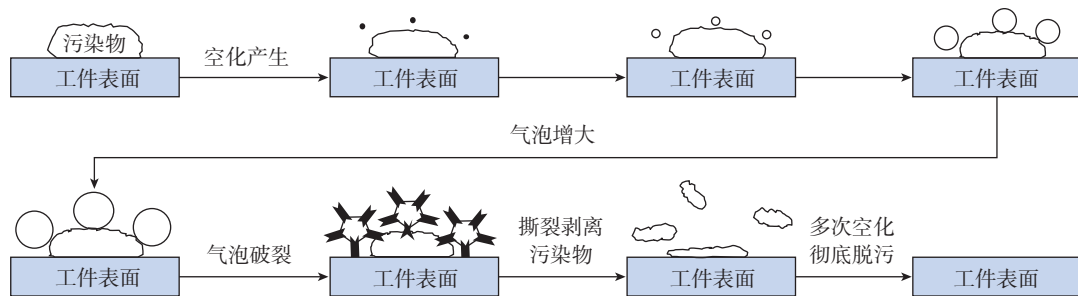 污染物
工件表面
空化产生
工件表面
工件表面
工件表面
气泡增大
工件表面
气泡破裂
工件表面
撕裂剥离
污染物
工件表面
多次空化
彻底脱污
工件表面